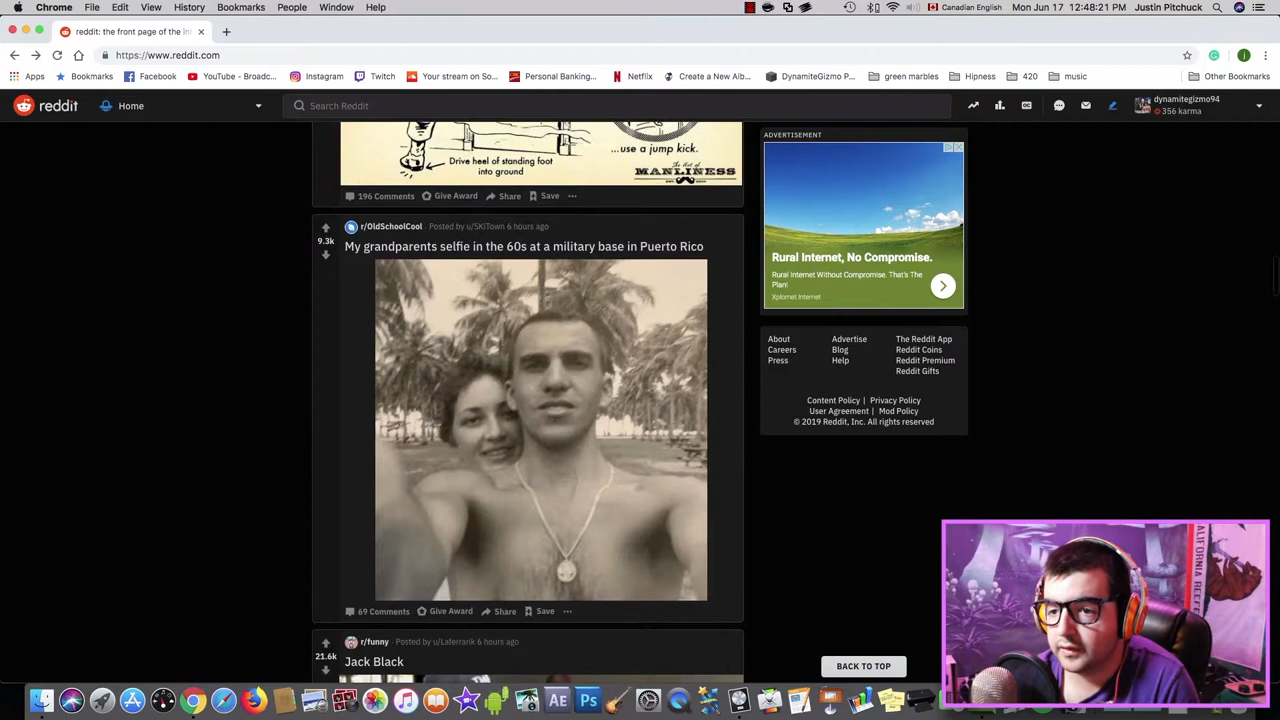 Chrome File Edit View History Bookmarks People Window Help Canadian English Mon Jun 17 12:48:21 PM Justin Pitchuck
reddit: the front page of the in
https://www.reddit.com
Apps Bookmarks Facebook YouTube - Broadc... Instagram Twitch Your stream on So... Personal Banking... Netflix Create a New Alb... DynamiteGizmo P... green marbles Hipness 420 music Other Bookmarks
reddit Home Search Reddit dynamitegizmo94
356 karma
Drive heel of standing foot
into ground
...use a jump kick.
The Art of
MANLINESS
196 Comments Give Award Share Save
r/OldSchoolCool · Posted by u/SKiTown 6 hours ago
9.3k
My grandparents selfie in the 60s at a military base in Puerto Rico
69 Comments Give Award Share Save
r/funny · Posted by u/Laferrarik 6 hours ago
21.6k
Jack Black
ADVERTISEMENT
Rural Internet, No Compromise.
Rural Internet Without Compromise. That's The
Plan!
Xplornet Internet
About Advertise The Reddit App
Careers Blog Reddit Coins
Press Help Reddit Premium
Reddit Gifts
Content Policy | Privacy Policy
User Agreement | Mod Policy
© 2019 Reddit, Inc. All rights reserved
BACK TO TOP
CALIFORNIA REPUBLIC